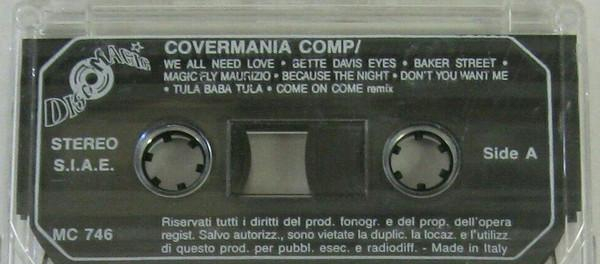 DISCOMAGIC
COVERMANIA COMP/
WE ALL NEED LOVE • GETTE DAVIS EYES • BAKER STREET •
MAGIC FLY MAURIZIO • BECAUSE THE NIGHT • DON'T YOU WANT ME
• TULA BABA TULA • COME ON COME remix
STEREO
S.I.A.E.
Side A
MC 746
Riservati tutti i diritti del prod. fonogr. e del prop. dell'opera
regist. Salvo autorizz., sono vietate la duplic. la locaz. e l'utilizz.
di questo prod. per pubbl. esec. e radiodiff. - Made in Italy